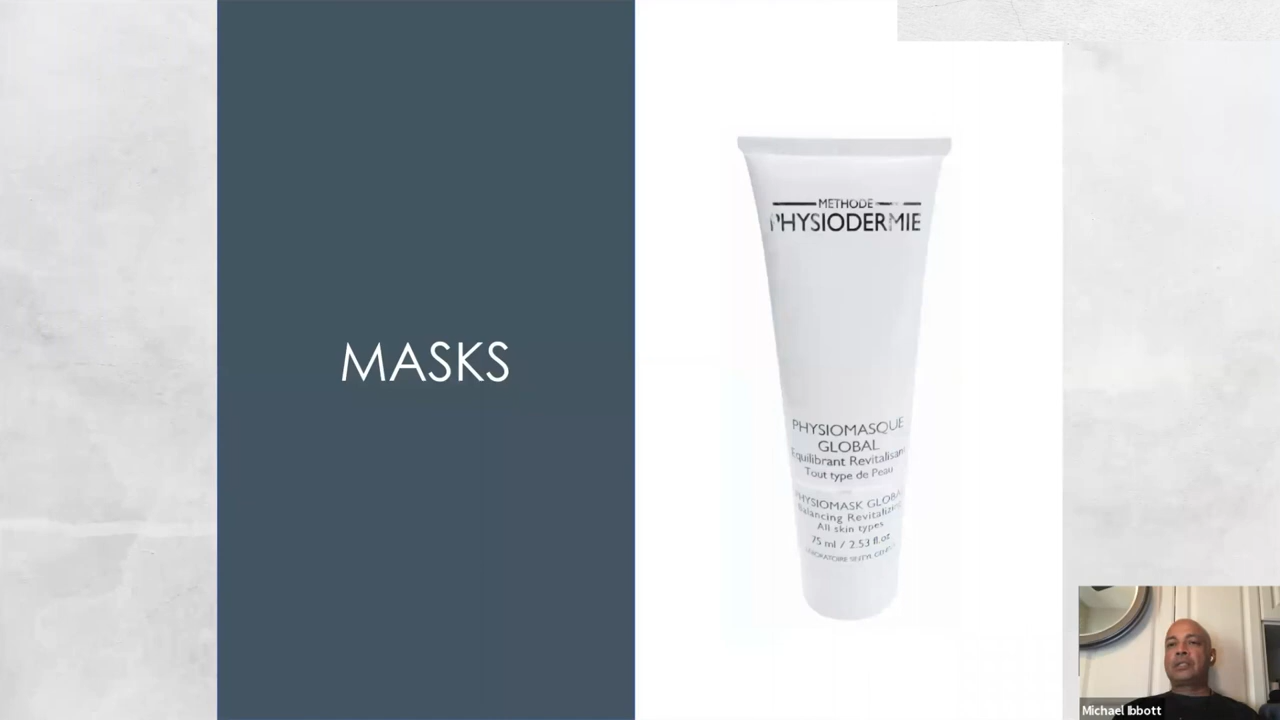 MASKS
METHODE
PHYSIODERMIE
PHYSIOMASQUE
GLOBAL
Equilibrant Revitalisant
Tout type de Peau
PHYSIOMASK GLOBAL
Balancing Revitalizing
All skin types
75 ml / 2.53 fl.oz
Michael Ibbott